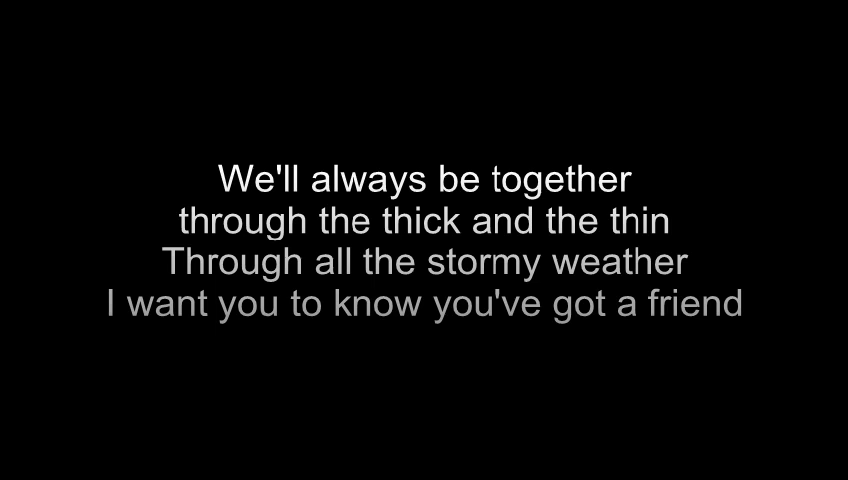 We'll always be together
through the thick and the thin
Through all the stormy weather
I want you to know you've got a friend